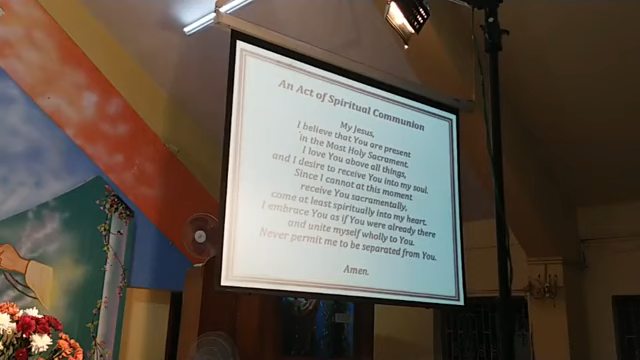 An Act of Spiritual Communion
My Jesus,
I believe that You are present
in the Most Holy Sacrament.
I love You above all things,
and I desire to receive You into my soul.
Since I cannot at this moment
receive You sacramentally,
come at least spiritually into my heart.
I embrace You as if You were already there
and unite myself wholly to You.
Never permit me to be separated from You.
Amen.